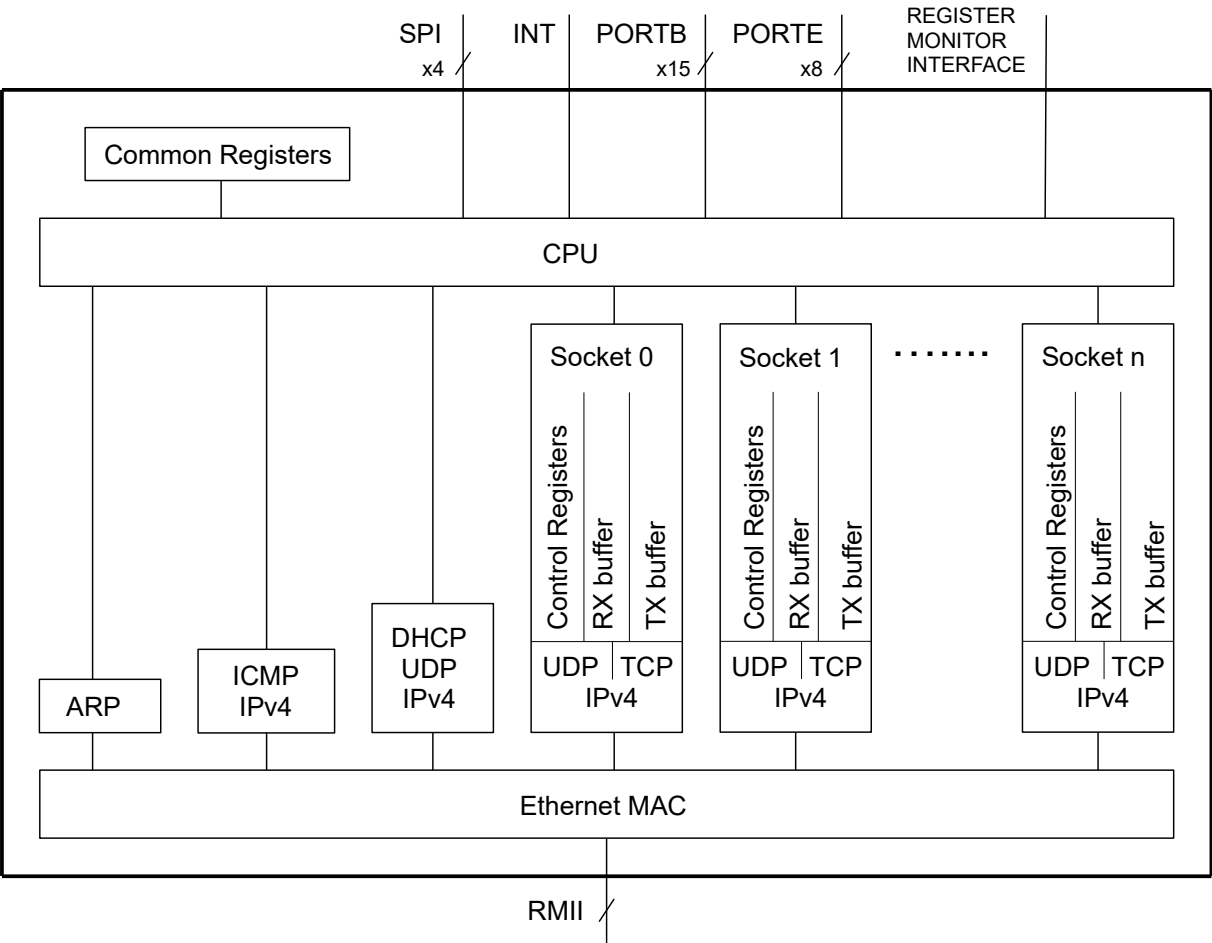 SPI
x4
INT
PORTB
x15
PORTE
x8
REGISTER
MONITOR
INTERFACE
Common Registers
CPU
Socket 0
Control Registers
RX buffer
TX buffer
UDP
TCP
IPv4
Socket 1
Control Registers
RX buffer
TX buffer
UDP
TCP
IPv4
.......
Socket n
Control Registers
RX buffer
TX buffer
UDP
TCP
IPv4
DHCP
UDP
IPv4
ICMP
IPv4
ARP
Ethernet MAC
RMII